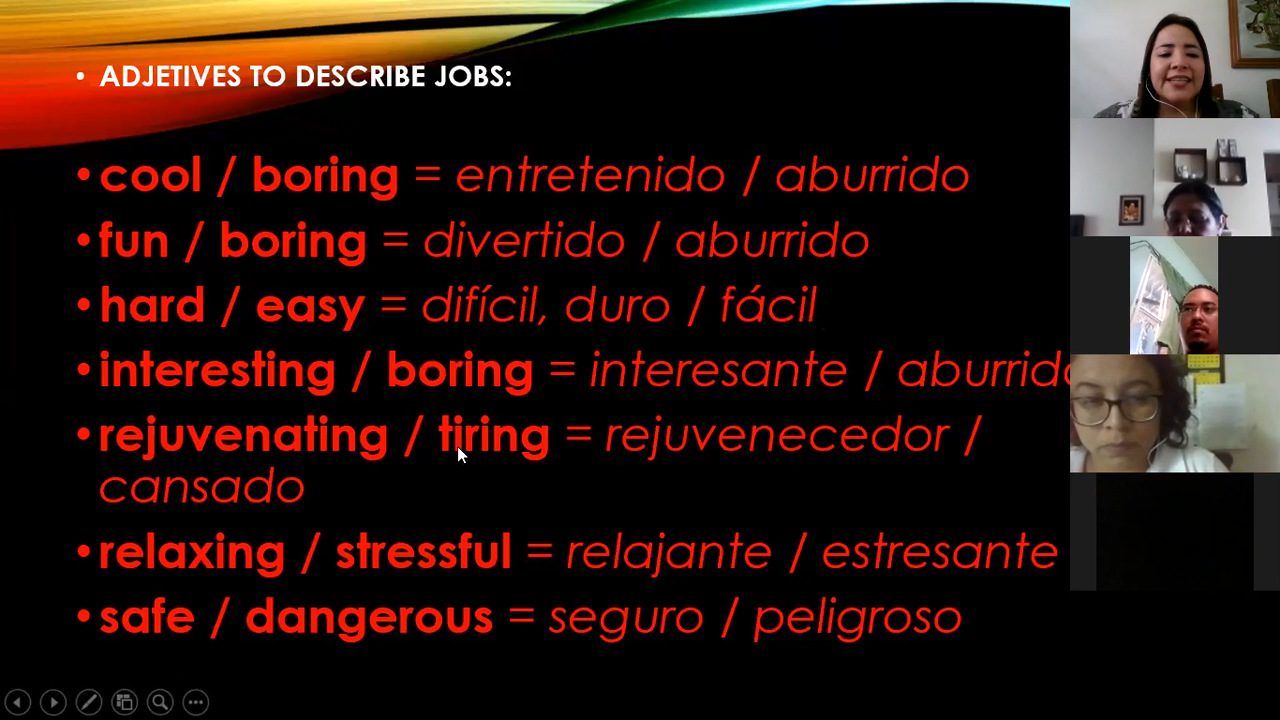 • ADJETIVES TO DESCRIBE JOBS:
• cool / boring = entretenido / aburrido
• fun / boring = divertido / aburrido
• hard / easy = difícil, duro / fácil
• interesting / boring = interesante / aburrido
• rejuvenating / tiring = rejuvenecedor /
cansado
• relaxing / stressful = relajante / estresante
• safe / dangerous = seguro / peligroso